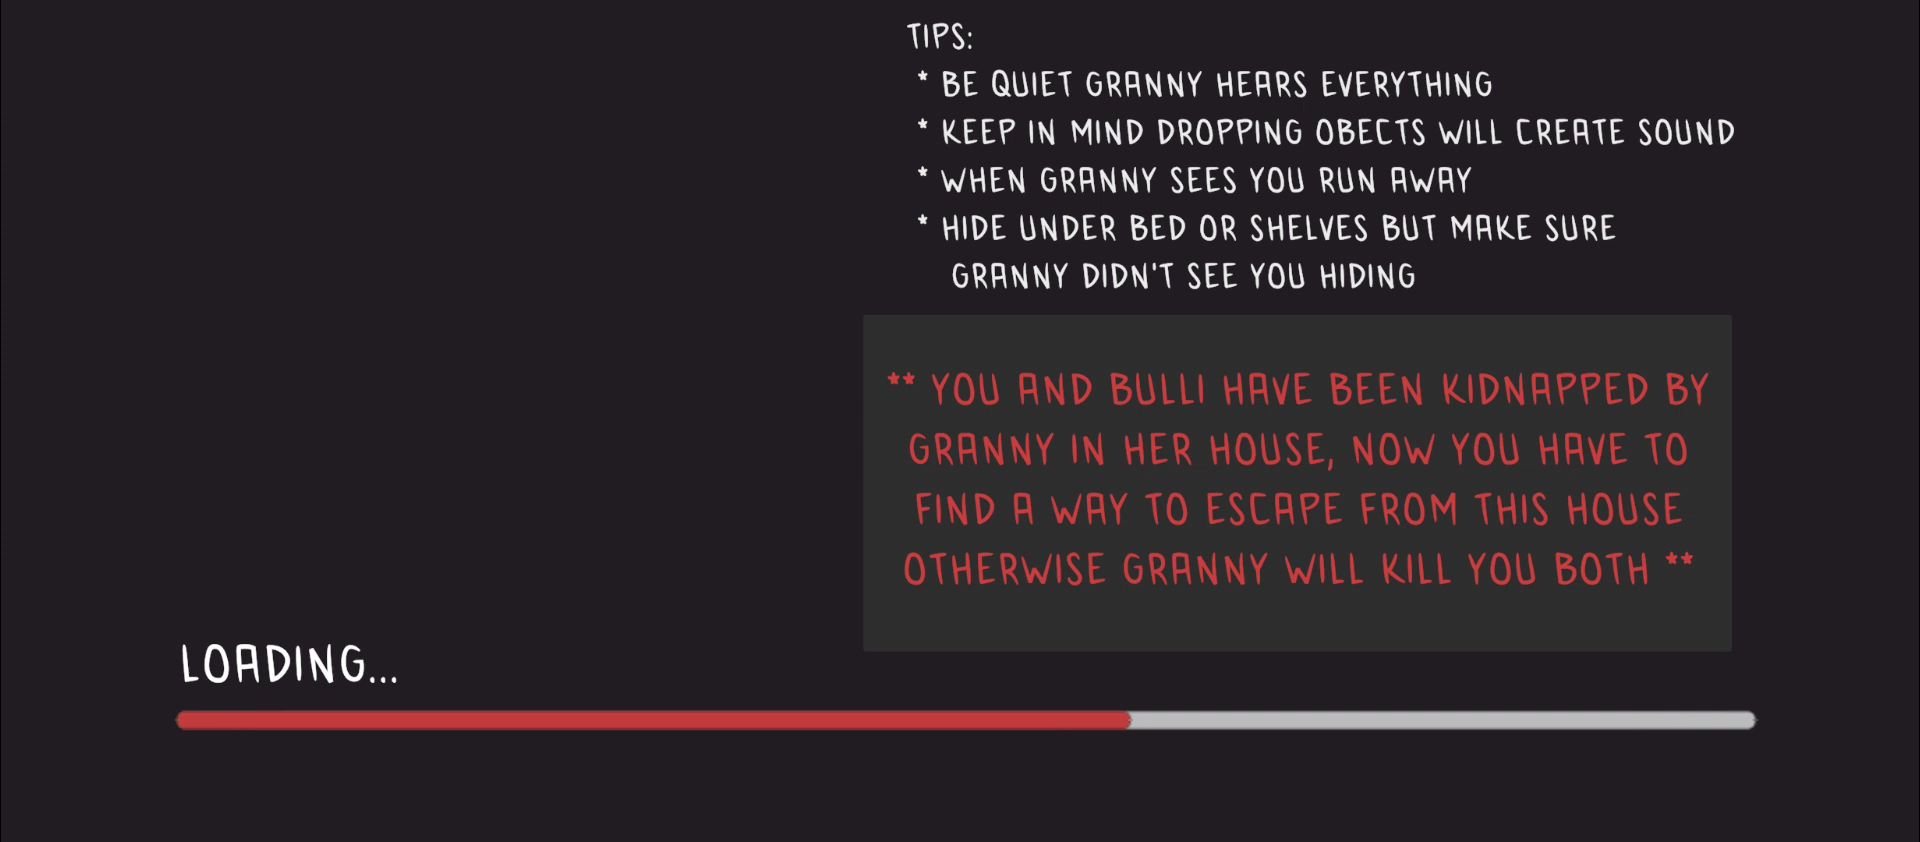 TIPS:
* BE QUIET GRANNY HEARS EVERYTHING
* KEEP IN MIND DROPPING OBECTS WILL CREATE SOUND
* WHEN GRANNY SEES YOU RUN AWAY
* HIDE UNDER BED OR SHELVES BUT MAKE SURE
GRANNY DIDN'T SEE YOU HIDING
** YOU AND BULLI HAVE BEEN KIDNAPPED BY
GRANNY IN HER HOUSE, NOW YOU HAVE TO
FIND A WAY TO ESCAPE FROM THIS HOUSE
OTHERWISE GRANNY WILL KILL YOU BOTH **
LOADING...